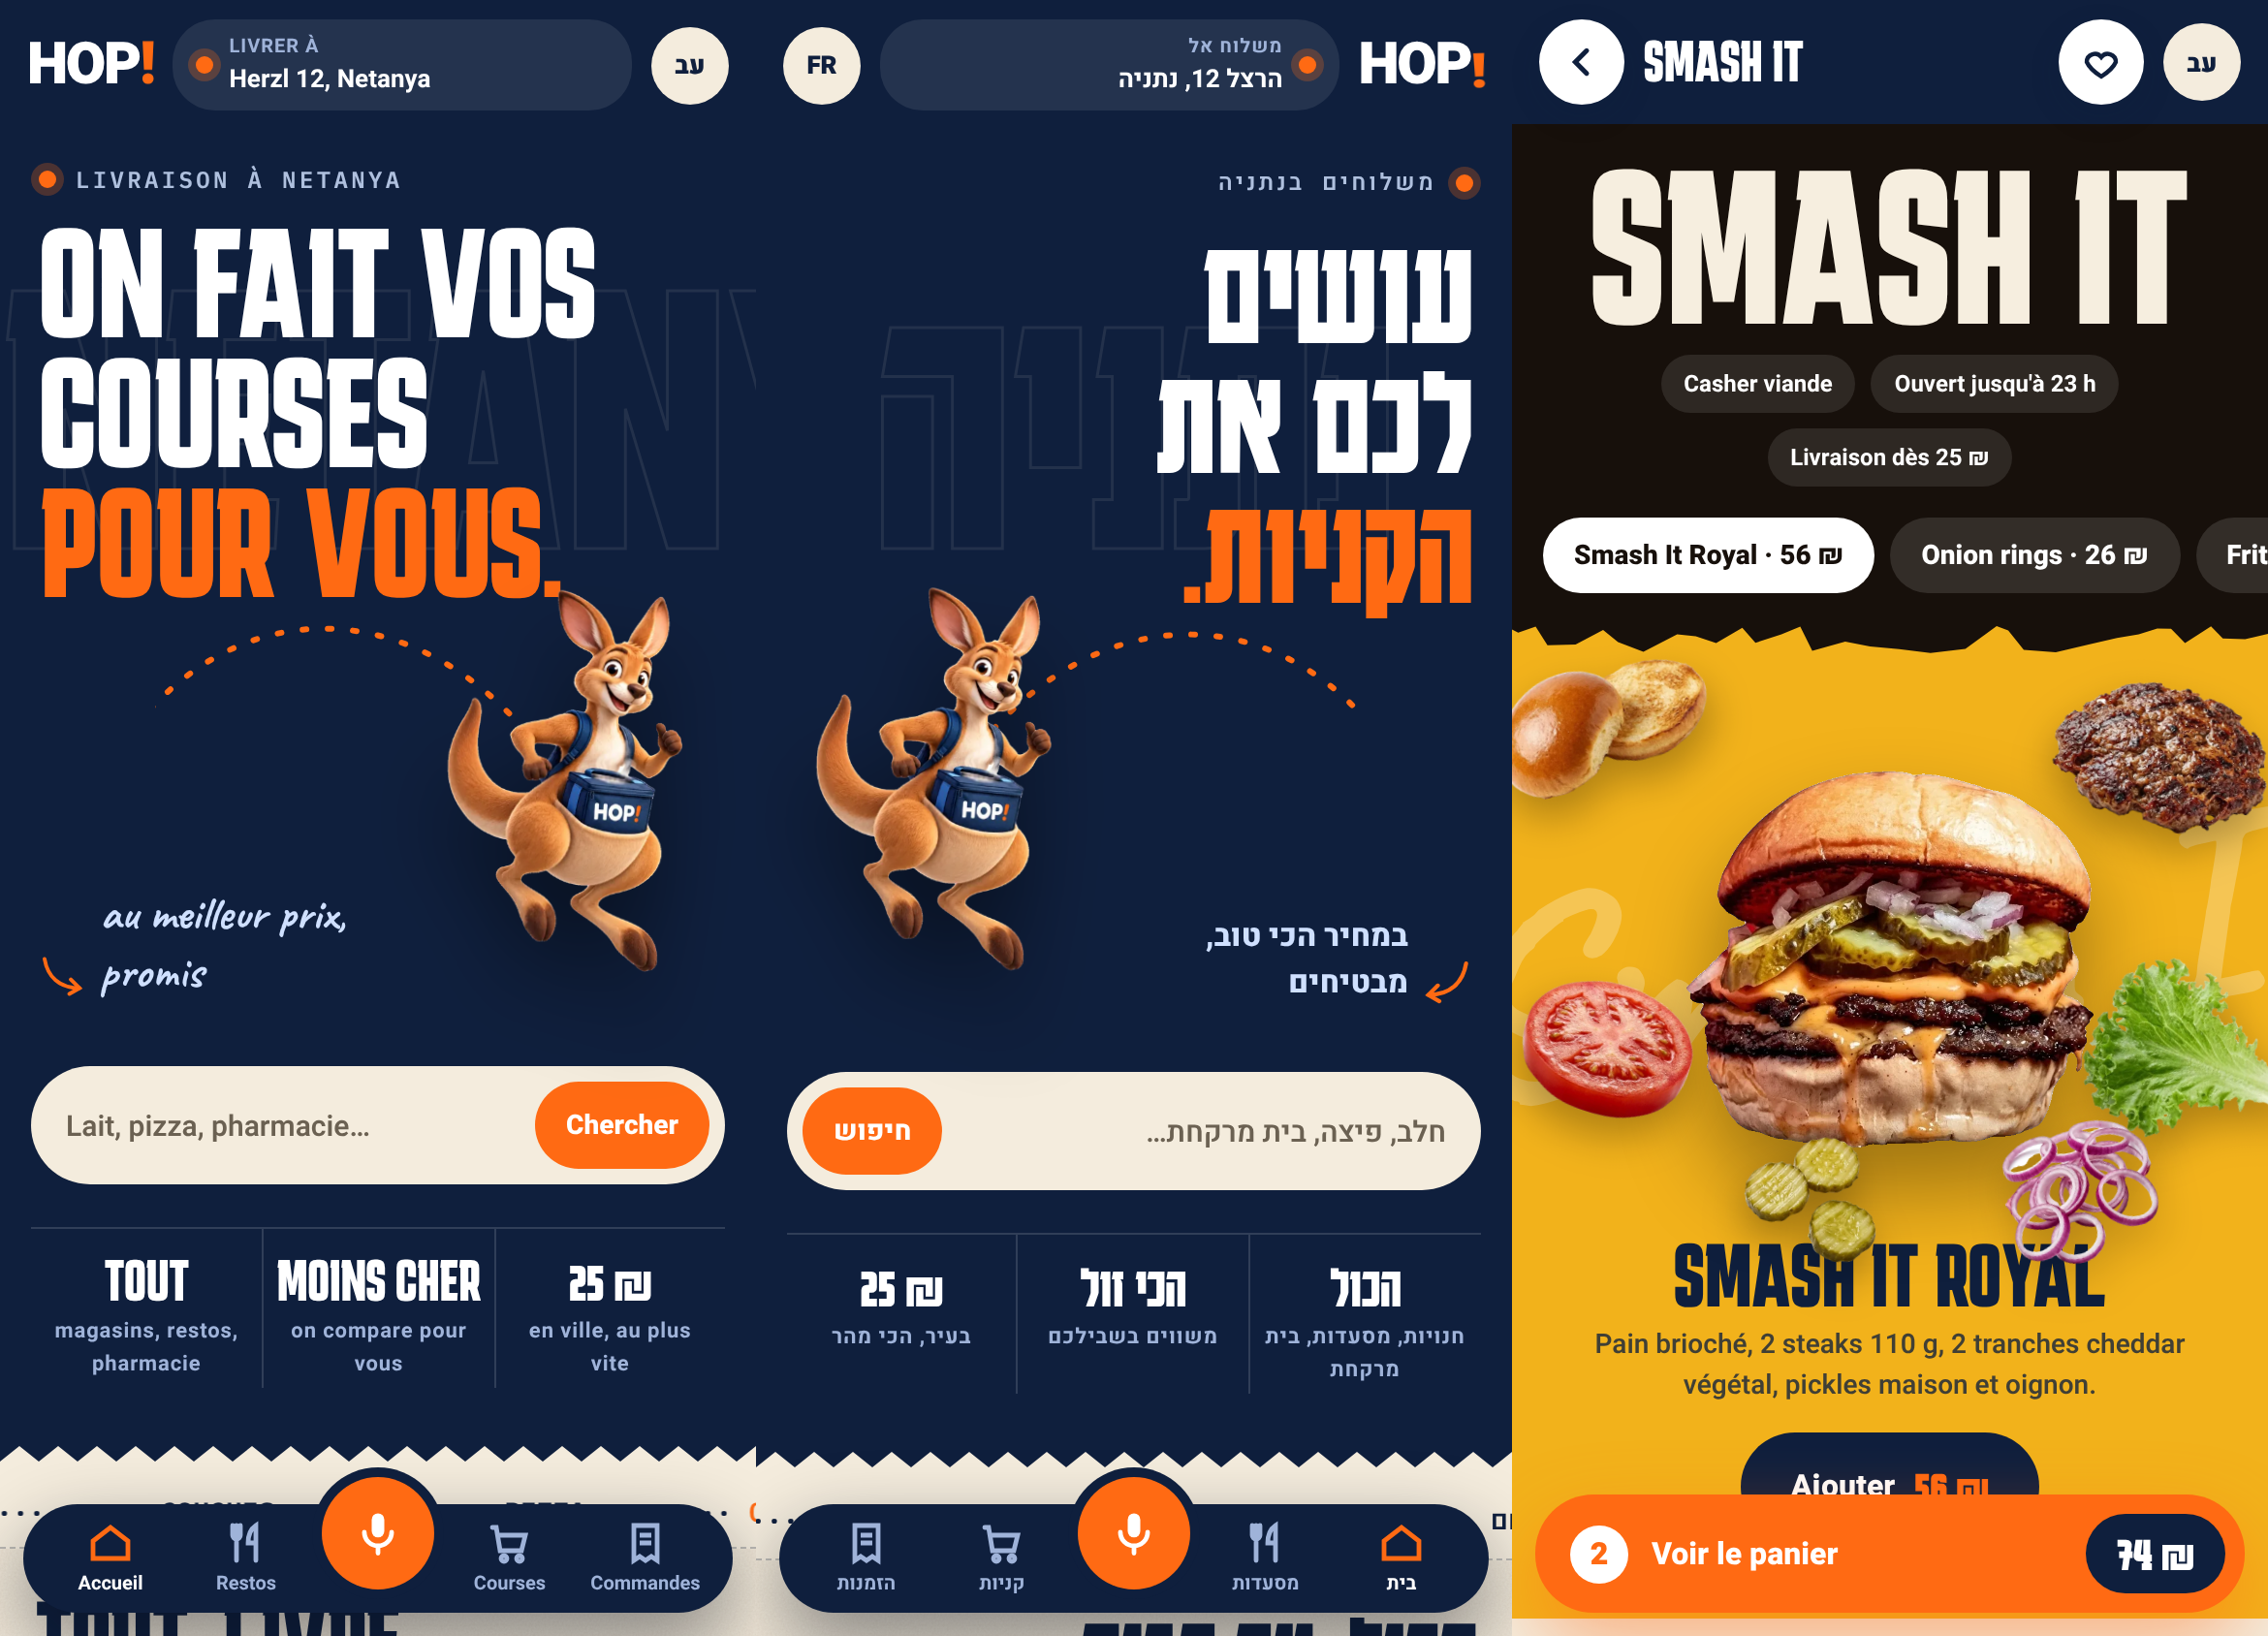 HOP!
LIVRER À
Herzl 12, Netanya
עב
LIVRAISON À NETANYA
ON FAIT VOS
COURSES
POUR VOUS.
HOP!
au meilleur prix,
promis
Lait, pizza, pharmacie...
Chercher
TOUT
magasins, restos,
pharmacie
MOINS CHER
on compare pour
vous
25 ₪
en ville, au plus
vite
Accueil
Restos
Courses
Commandes
FR
משלוח אל
הרצל 12, נתניה
HOP!
משלוחים בנתניה
נתניה
עושים
לכם את
הקניות.
HOP!
במחיר הכי טוב,
מבטיחים
חלב, פיצה, בית מרקחת...
חיפוש
הכול
חנויות, מסעדות, בית
מרקחת
הכי זול
משווים בשבילכם
25 ₪
בעיר, הכי מהר
בית
מסעדות
קניות
הזמנות
SMASH IT
עב
SMASH IT
Casher viande
Ouvert jusqu'à 23 h
Livraison dès 25 ₪
Smash It Royal · 56 ₪
Onion rings · 26 ₪
Frit
SMASH IT ROYAL
Pain brioché, 2 steaks 110 g, 2 tranches cheddar
végétal, pickles maison et oignon.
Ajouter 56 ₪
2 Voir le panier 74 ₪